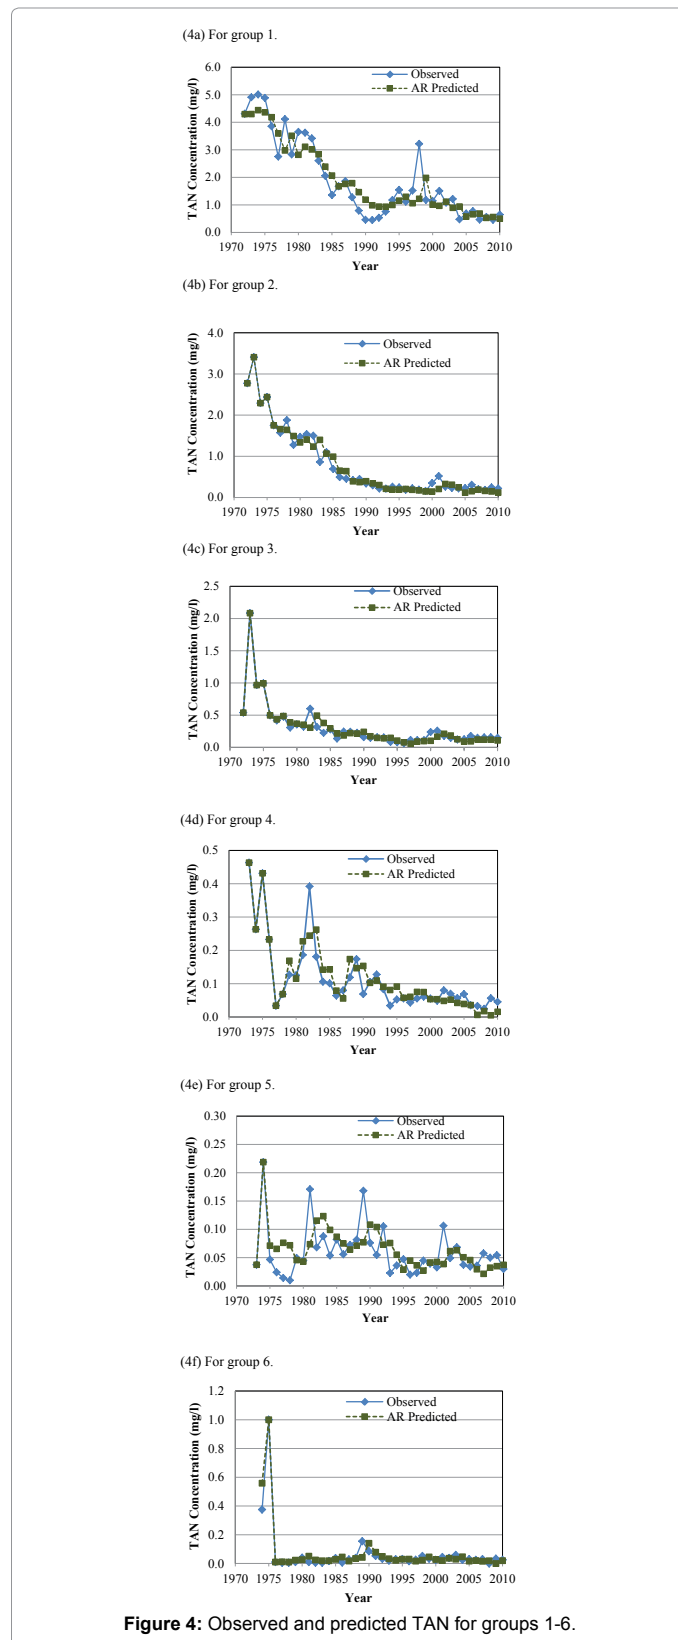 (4a) For group 1.
6.0
5.0
4.0
3.0
2.0
1.0
0.0
TAN Concentration (mg/l)
Observed
AR Predicted
1970 1975 1980 1985 1990 1995 2000 2005 2010
Year
(4b) For group 2.
4.0
3.0
2.0
1.0
0.0
TAN Concentration (mg/l)
Observed
AR Predicted
1970 1975 1980 1985 1990 1995 2000 2005 2010
Year
(4c) For group 3.
2.5
2.0
1.5
1.0
0.5
0.0
TAN Concentration (mg/l)
Observed
AR Predicted
1970 1975 1980 1985 1990 1995 2000 2005 2010
Year
(4d) For group 4.
0.5
0.4
0.3
0.2
0.1
0.0
TAN Concentration (mg/l)
Observed
AR Predicted
1970 1975 1980 1985 1990 1995 2000 2005 2010
Year
(4e) For group 5.
0.30
0.25
0.20
0.15
0.10
0.05
0.00
TAN Concentration (mg/l)
Observed
AR Predicted
1970 1975 1980 1985 1990 1995 2000 2005 2010
Year
(4f) For group 6.
1.2
1.0
0.8
0.6
0.4
0.2
0.0
TAN Concentration (mg/l)
Observed
AR Predicted
1970 1975 1980 1985 1990 1995 2000 2005 2010
Year
Figure 4: Observed and predicted TAN for groups 1-6.